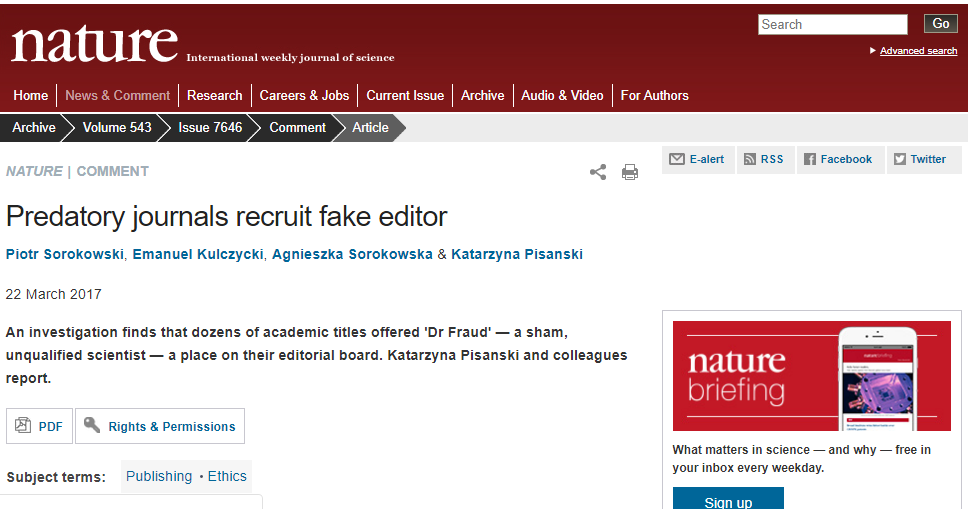 nature
International weekly journal of science
Search
Go
Advanced search
Home
News & Comment
Research
Careers & Jobs
Current Issue
Archive
Audio & Video
For Authors
Archive
Volume 543
Issue 7646
Comment
Article
NATURE | COMMENT
E-alert
RSS
Facebook
Twitter
Predatory journals recruit fake editor
Piotr Sorokowski, Emanuel Kulczycki, Agnieszka Sorokowska & Katarzyna Pisanski
22 March 2017
An investigation finds that dozens of academic titles offered 'Dr Fraud' — a sham,
unqualified scientist — a place on their editorial board. Katarzyna Pisanski and colleagues
report.
PDF
Rights & Permissions
Subject terms: Publishing • Ethics
nature
briefing
nature briefing
What matters in science — and why — free in
your inbox every weekday.
Sign up